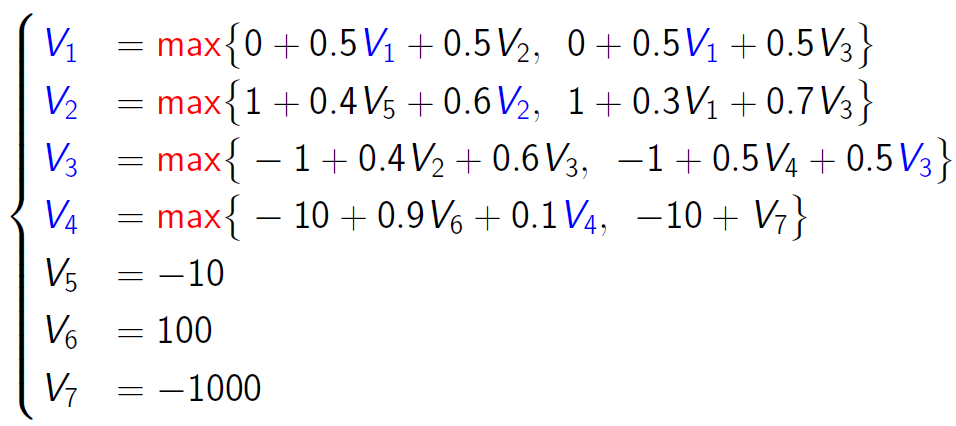 V₁ = max{0 + 0.5V₁ + 0.5V₂, 0 + 0.5V₁ + 0.5V₃}
V₂ = max{1 + 0.4V₅ + 0.6V₂, 1 + 0.3V₁ + 0.7V₃}
V₃ = max{ − 1 + 0.4V₂ + 0.6V₃, −1 + 0.5V₄ + 0.5V₃}
V₄ = max{ − 10 + 0.9V₆ + 0.1V₄, −10 + V₇}
V₅ = −10
V₆ = 100
V₇ = −1000